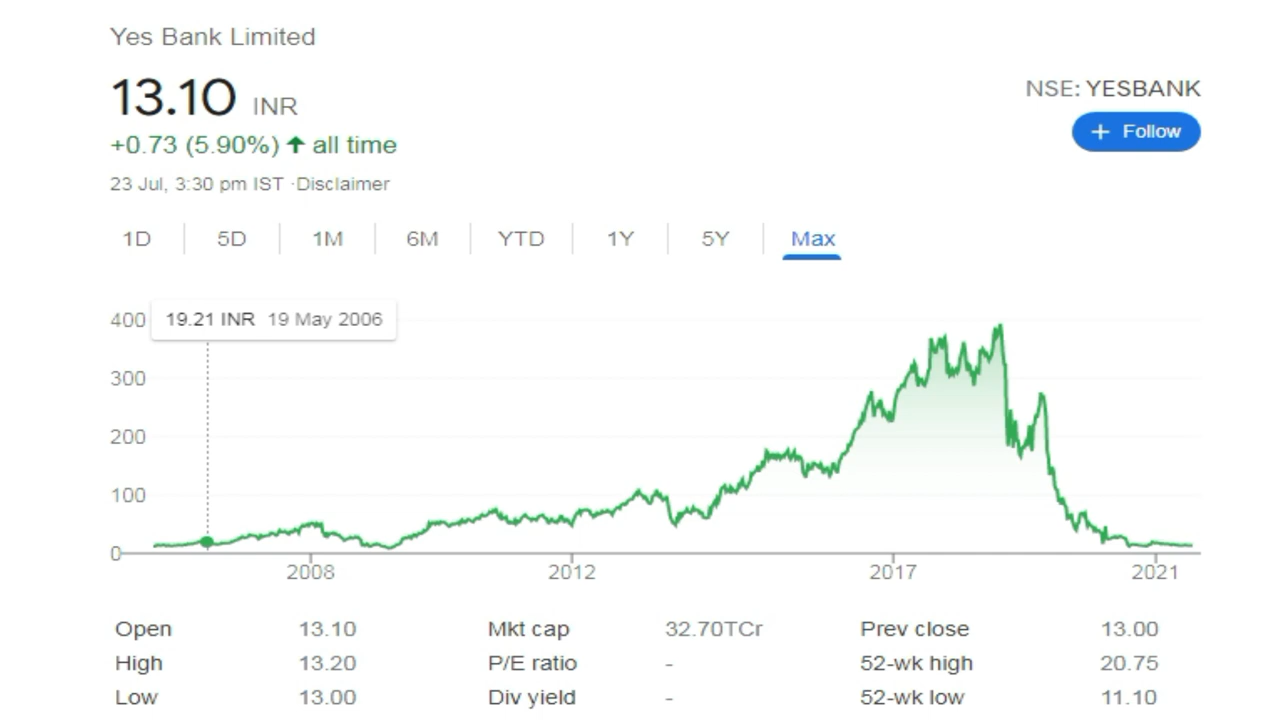 Yes Bank Limited
13.10 INR
NSE: YESBANK
+ Follow
+0.73 (5.90%) ↑ all time
23 Jul, 3:30 pm IST ·Disclaimer
1D 5D 1M 6M YTD 1Y 5Y Max
19.21 INR 19 May 2006
400
300
200
100
0
2008 2012 2017 2021
Open 13.10 Mkt cap 32.70TCr Prev close 13.00
High 13.20 P/E ratio - 52-wk high 20.75
Low 13.00 Div yield - 52-wk low 11.10